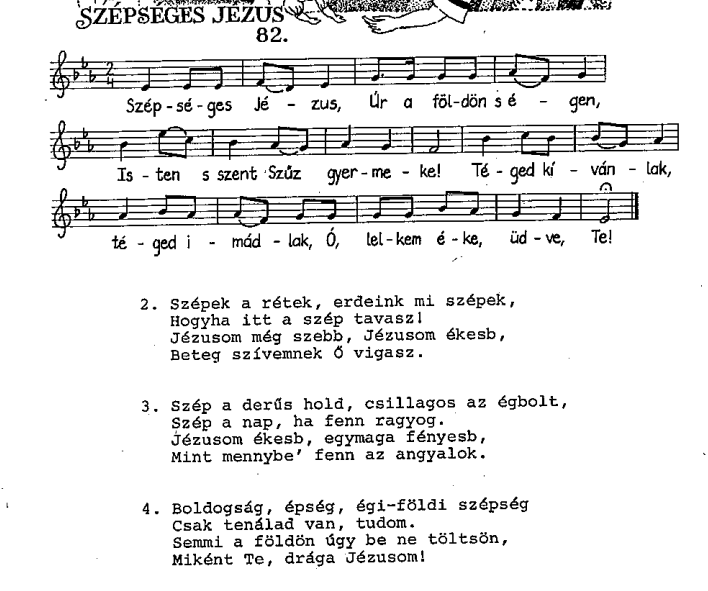 SZÉPSÉGES JÉZUS
82.
Szép-sé-ges Jé - zus, Úr a föl-dön s é - gen,
Is - ten s szent Szűz gyer - me - ke! Té - ged kí - ván - lak,
té - ged i - mád - lak, Ó, lel-kem é - ke, üd - ve, Te!
2. Szépek a rétek, erdeink mi szépek,
Hogyha itt a szép tavasz!
Jézusom még szebb, Jézusom ékesb,
Beteg szívemnek Ő vigasz.
3. Szép a derűs hold, csillagos az égbolt,
Szép a nap, ha fenn ragyog.
Jézusom ékesb, egymaga fényesb,
Mint mennybe' fenn az angyalok.
4. Boldogság, épség, égi-földi szépség
Csak tenálad van, tudom.
Semmi a földön úgy be ne töltsön,
Miként Te, drága Jézusom!